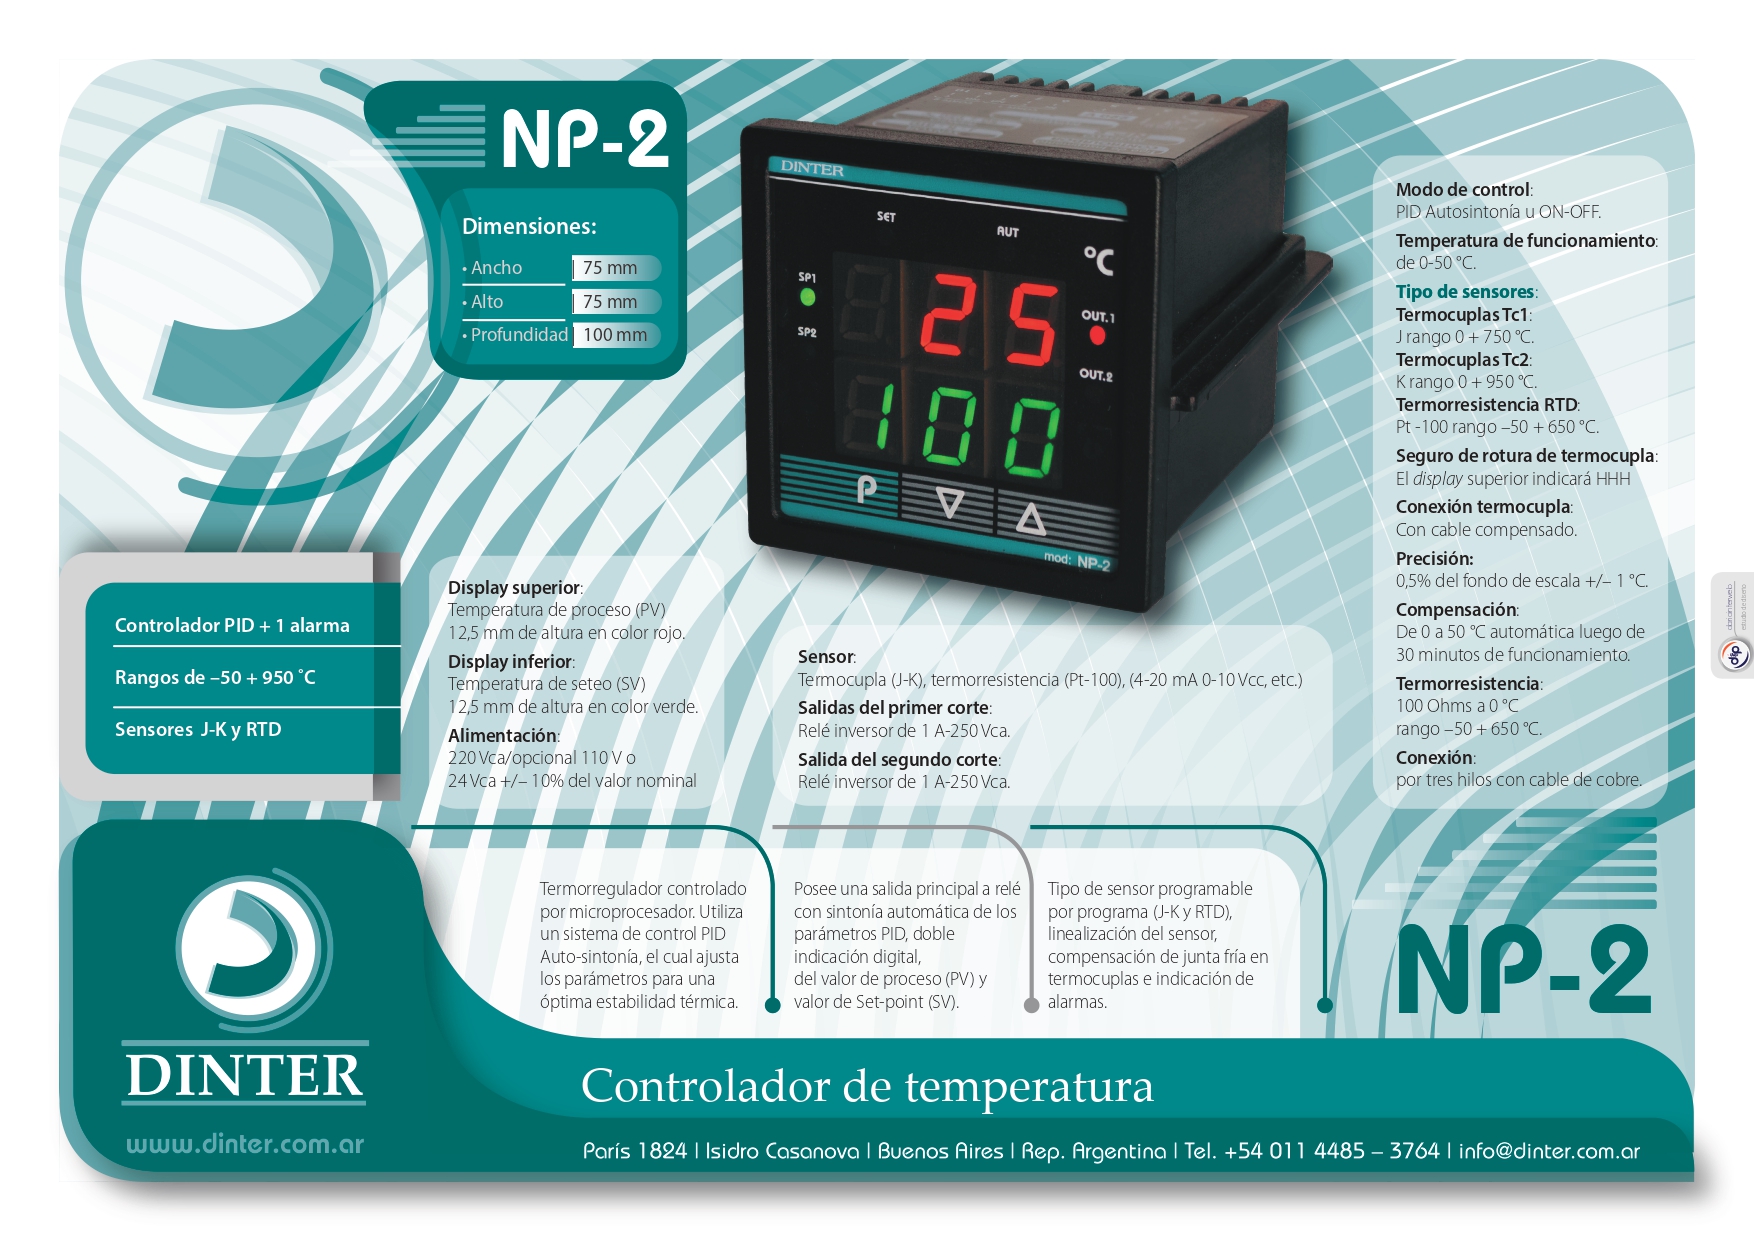 NP-2
Dimensiones:
• Ancho 75 mm
• Alto 75 mm
• Profundidad 100 mm
DINTER
SET
AUT
°C
SP1
25
OUT.1
SP2
OUT.2
100
P
mod: NP-2
Modo de control:
PID Autosintonía u ON-OFF.
Temperatura de funcionamiento:
de 0-50 °C.
Tipo de sensores:
Termocuplas Tc1:
J rango 0 + 750 °C.
Termocuplas Tc2:
K rango 0 + 950 °C.
Termorresistencia RTD:
Pt -100 rango –50 + 650 °C.
Seguro de rotura de termocupla:
El display superior indicará HHH
Conexión termocupla:
Con cable compensado.
Precisión:
0,5% del fondo de escala +/– 1 °C.
Compensación:
De 0 a 50 °C automática luego de
30 minutos de funcionamiento.
Termorresistencia:
100 Ohms a 0 °C
rango –50 + 650 °C.
Conexión:
por tres hilos con cable de cobre.
Controlador PID + 1 alarma
Rangos de –50 + 950 °C
Sensores J-K y RTD
Display superior:
Temperatura de proceso (PV)
12,5 mm de altura en color rojo.
Display inferior:
Temperatura de seteo (SV)
12,5 mm de altura en color verde.
Alimentación:
220 Vca/opcional 110 V o
24 Vca +/– 10% del valor nominal
Sensor:
Termocupla (J-K), termorresistencia (Pt-100), (4-20 mA 0-10 Vcc, etc.)
Salidas del primer corte:
Relé inversor de 1 A-250 Vca.
Salida del segundo corte:
Relé inversor de 1 A-250 Vca.
Termorregulador controlado
por microprocesador. Utiliza
un sistema de control PID
Auto-sintonía, el cual ajusta
los parámetros para una
óptima estabilidad térmica.
Posee una salida principal a relé
con sintonía automática de los
parámetros PID, doble
indicación digital,
del valor de proceso (PV) y
valor de Set-point (SV).
Tipo de sensor programable
por programa (J-K y RTD),
linealización del sensor,
compensación de junta fría en
termocuplas e indicación de
alarmas.
NP-2
DINTER
www.dinter.com.ar
Controlador de temperatura
París 1824 | Isidro Casanova | Buenos Aires | Rep. Argentina | Tel. +54 011 4485 – 3764 | info@dinter.com.ar